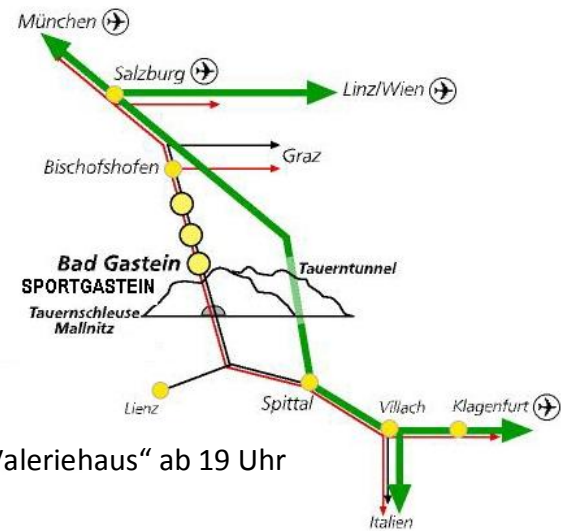 München
Salzburg
Linz/Wien
Graz
Bischofshofen
Bad Gastein
SPORTGASTEIN
Tauerntunnel
Tauernschleuse
Mallnitz
Lienz
Spittal
Villach
Klagenfurt
Valeriehaus“ ab 19 Uhr
Italien